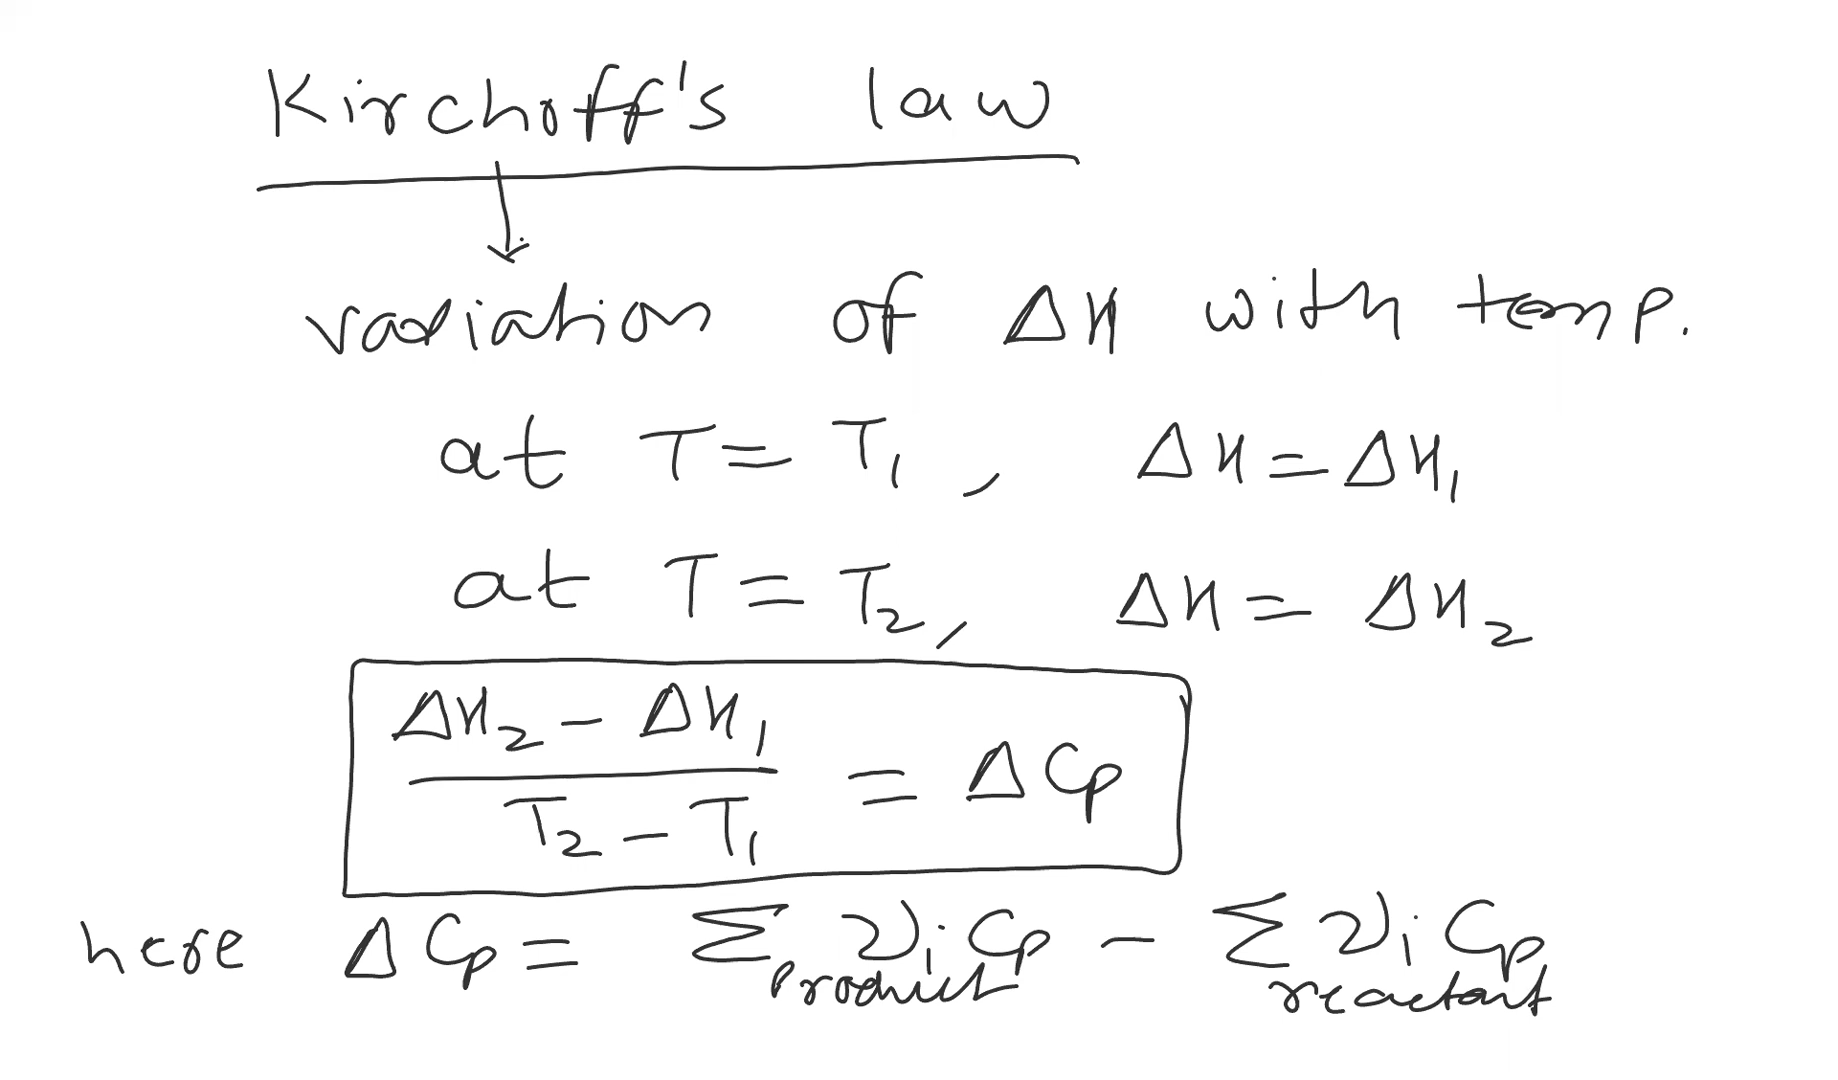 Kirchoff's law
variation of ΔH with temp.
at T = T₁, ΔH = ΔH₁
at T = T₂, ΔH = ΔH₂
ΔH₂ - ΔH₁
T₂ - T₁
= ΔCp
here ΔCp = Σ νᵢ Cp - Σ νᵢ Cp
Product reactant